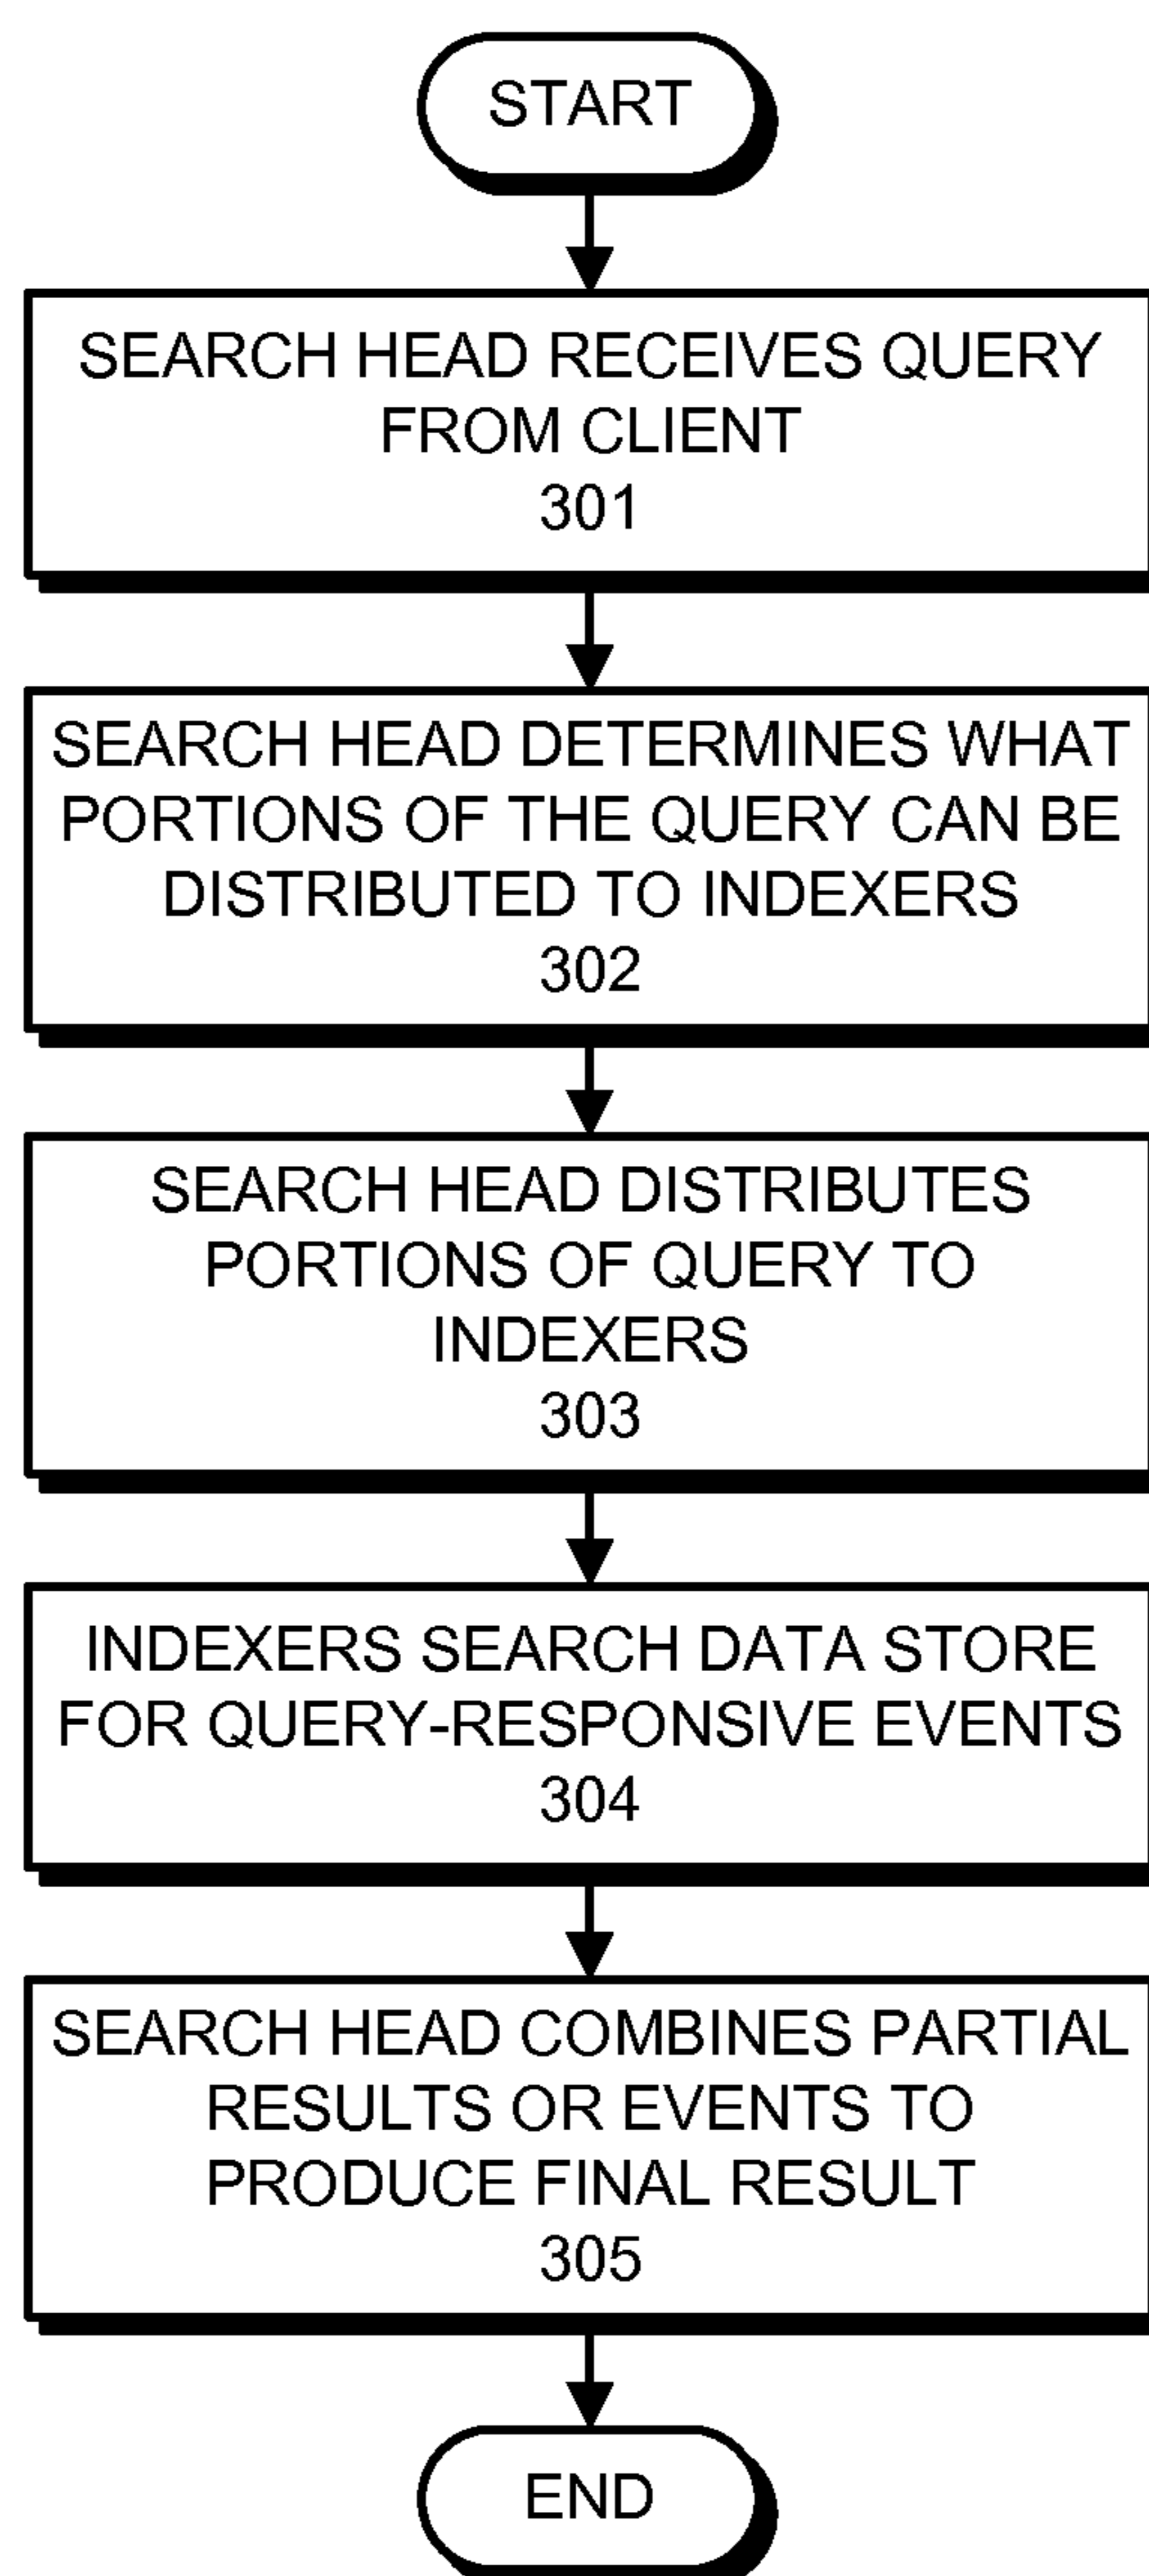 START
SEARCH HEAD RECEIVES QUERY
FROM CLIENT
301
SEARCH HEAD DETERMINES WHAT
PORTIONS OF THE QUERY CAN BE
DISTRIBUTED TO INDEXERS
302
SEARCH HEAD DISTRIBUTES
PORTIONS OF QUERY TO
INDEXERS
303
INDEXERS SEARCH DATA STORE
FOR QUERY-RESPONSIVE EVENTS
304
SEARCH HEAD COMBINES PARTIAL
RESULTS OR EVENTS TO
PRODUCE FINAL RESULT
305
END